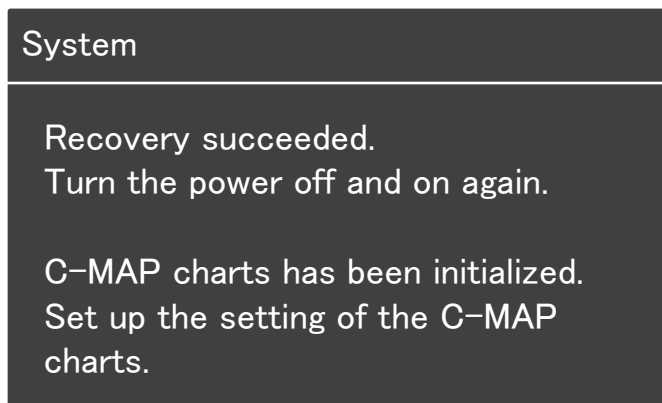 System
Recovery succeeded.
Turn the power off and on again.
C-MAP charts has been initialized.
Set up the setting of the C-MAP
charts.